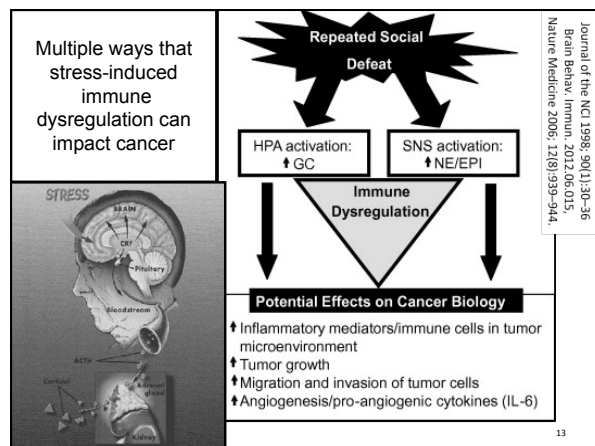 Multiple ways that
stress-induced
immune
dysregulation can
impact cancer
Repeated Social
Defeat
HPA activation:
⬆ GC
SNS activation:
⬆ NE/EPI
Immune
Dysregulation
Potential Effects on Cancer Biology
⬆ Inflammatory mediators/immune cells in tumor
microenvironment
⬆ Tumor growth
⬆ Migration and invasion of tumor cells
⬆ Angiogenesis/pro-angiogenic cytokines (IL-6)
Journal of the NCI 1998; 90(1):30–36
Brain Behav. Immun. 2012.06.015,
Nature Medicine 2006; 12(8):939–944.
STRESS
BRAIN
CRF
Pituitary
Bloodstream
ACTH
Cortisol
Adrenal
gland
Kidney
13